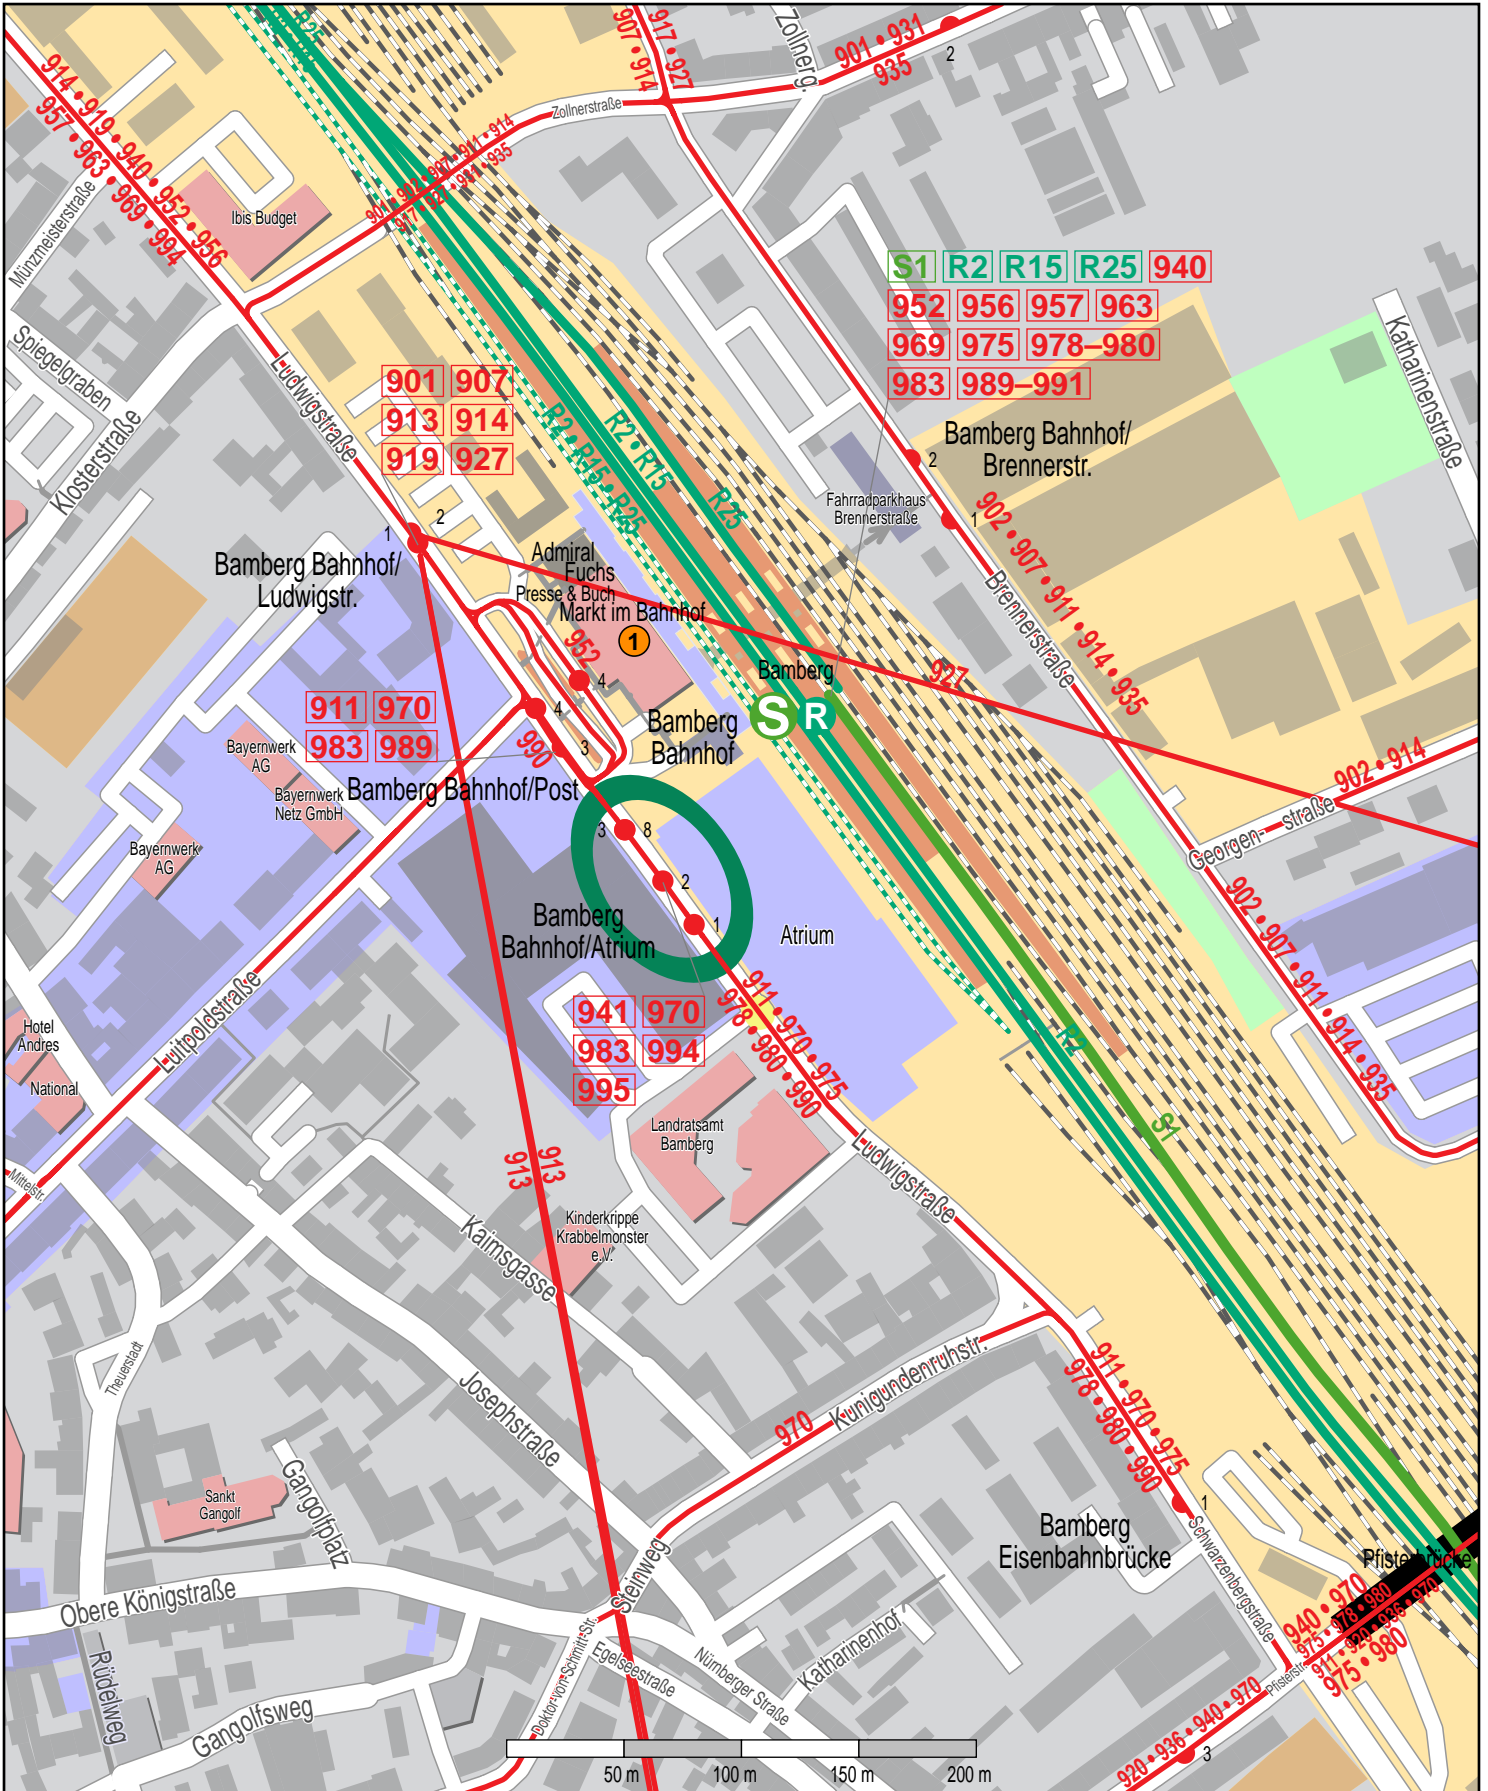 R25
917•927
907•914
Zollnerg.
901•931
935
2
Zollnerstraße
914•919•940•952•956
957•963•969•994
901•902•907•911•914
917•927•931•935
Münzmeisterstraße
Ibis Budget
S1 R2 R15 R25 940
952 956 957 963
969 975 978–980
983 989–991
Spiegelgraben
Klosterstraße
Ludwigstraße
901 907
913 914
919 927
R2•R15•R25
R2•R15
R25
Katharinenstraße
Bamberg Bahnhof/
Brennerstr.
2
1
Fahrradparkhaus
Brennerstraße
902•907•911•914•935
Brennerstraße
1
2
Bamberg Bahnhof/
Ludwigstr.
Admiral
Fuchs
Presse & Buch
Markt im Bahnhof
1
952
4
Bamberg
S R
927
911 970
983 989
4
3
990
Bamberg
Bahnhof
Bayernwerk
AG
Bayernwerk
Netz GmbH
Bamberg Bahnhof/Post
Bayernwerk
AG
902•914
Georgen-
straße
3
8
2
1
Bamberg
Bahnhof/Atrium
Atrium
902•907•911•914•935
941 970
983 994
995
911•970•975
978•980•990
Luitpoldstraße
Hotel
Andres
National
R2
S1
Landratsamt
Bamberg
Ludwigstraße
Mittelstr.
913
913
Kinderkrippe
Krabbelmonster
e.V.
Kaimsgasse
Theuerstadt
Josephstraße
Kunigundenruhstr.
970
911•970•975
978•980•990
1
Sankt
Gangolf
Gangolfplatz
Bamberg
Eisenbahnbrücke
Schwarzenbergstraße
Pfisterbrücke
Steinweg
Obere Königstraße
Rüdelweg
Gangolfsweg
Doktor-von-Schmitt-Str.
Egelseestraße
Nürnberger Straße
Katharinenhof
940•970
975•978•980
911•920•936•970
975•980
Pfisterstr.
920•936•940•970
3
50 m
100 m
150 m
200 m